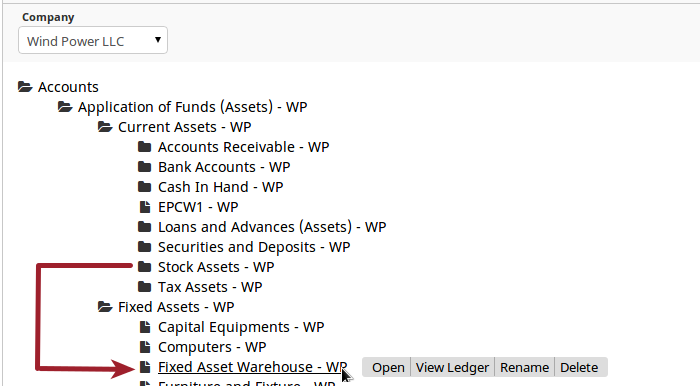 Company
Wind Power LLC
Accounts
Application of Funds (Assets) - WP
Current Assets - WP
Accounts Receivable - WP
Bank Accounts - WP
Cash In Hand - WP
EPCW1 - WP
Loans and Advances (Assets) - WP
Securities and Deposits - WP
Stock Assets - WP
Tax Assets - WP
Fixed Assets - WP
Capital Equipments - WP
Computers - WP
Fixed Asset Warehouse - WP Open View Ledger Rename Delete
Furniture and Fixture - WP